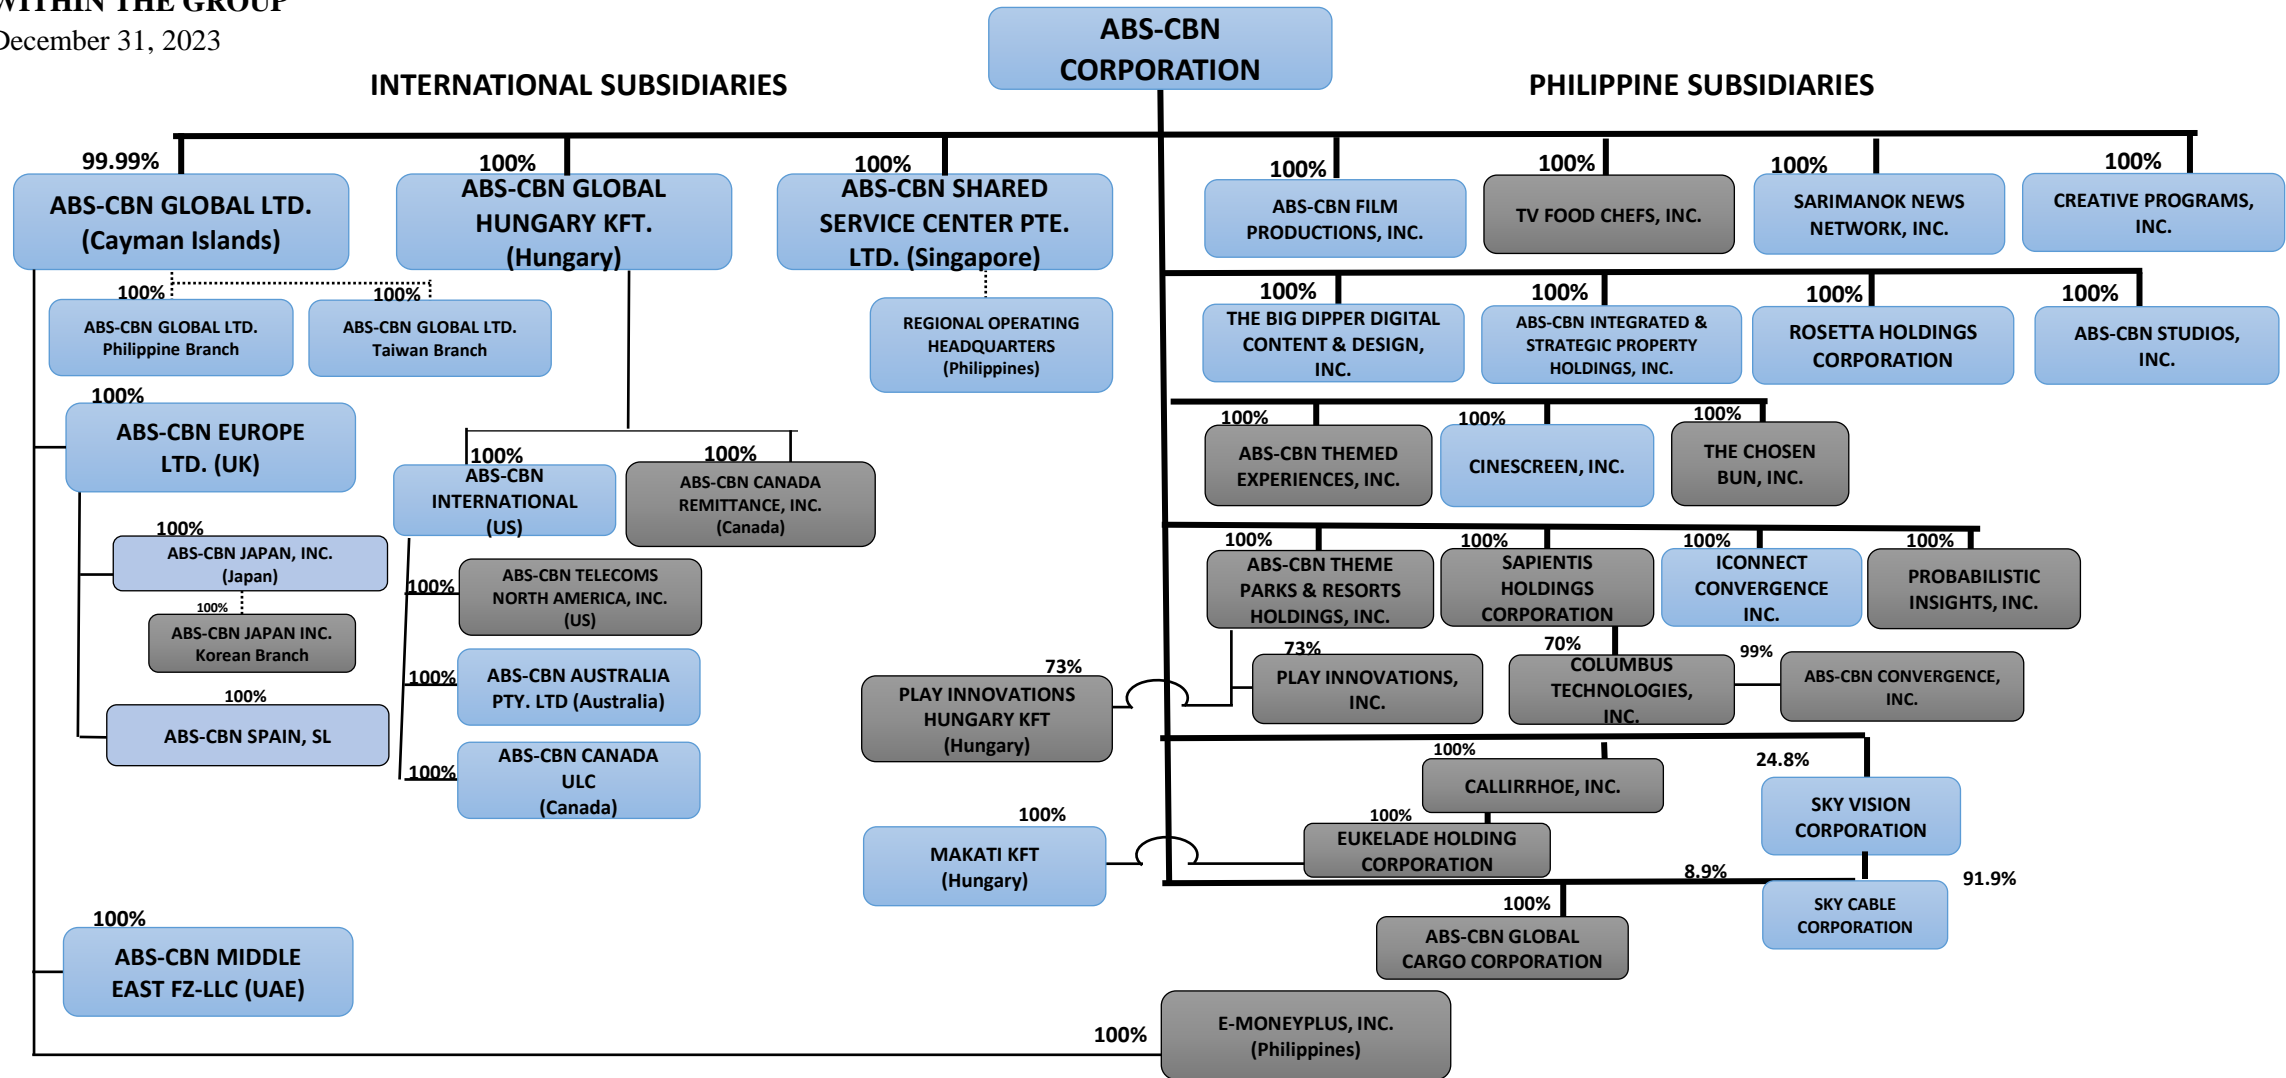 WITHIN THE GROUP
December 31, 2023
ABS-CBN
CORPORATION
INTERNATIONAL SUBSIDIARIES
PHILIPPINE SUBSIDIARIES
99.99%
ABS-CBN GLOBAL LTD.
(Cayman Islands)
100%
ABS-CBN GLOBAL
HUNGARY KFT.
(Hungary)
100%
ABS-CBN SHARED
SERVICE CENTER PTE.
LTD. (Singapore)
100%
ABS-CBN FILM
PRODUCTIONS, INC.
100%
TV FOOD CHEFS, INC.
100%
SARIMANOK NEWS
NETWORK, INC.
100%
CREATIVE PROGRAMS,
INC.
100%
ABS-CBN GLOBAL LTD.
Philippine Branch
100%
ABS-CBN GLOBAL LTD.
Taiwan Branch
REGIONAL OPERATING
HEADQUARTERS
(Philippines)
100%
THE BIG DIPPER DIGITAL
CONTENT & DESIGN,
INC.
100%
ABS-CBN INTEGRATED &
STRATEGIC PROPERTY
HOLDINGS, INC.
100%
ROSETTA HOLDINGS
CORPORATION
100%
ABS-CBN STUDIOS,
INC.
100%
ABS-CBN EUROPE
LTD. (UK)
100%
ABS-CBN
INTERNATIONAL
(US)
100%
ABS-CBN CANADA
REMITTANCE, INC.
(Canada)
100%
ABS-CBN THEMED
EXPERIENCES, INC.
100%
CINESCREEN, INC.
100%
THE CHOSEN
BUN, INC.
100%
ABS-CBN JAPAN, INC.
(Japan)
100%
ABS-CBN JAPAN INC.
Korean Branch
100%
ABS-CBN SPAIN, SL
100%
ABS-CBN TELECOMS
NORTH AMERICA, INC.
(US)
100%
ABS-CBN AUSTRALIA
PTY. LTD (Australia)
100%
ABS-CBN CANADA
ULC
(Canada)
100%
ABS-CBN THEME
PARKS & RESORTS
HOLDINGS, INC.
100%
SAPIENTIS
HOLDINGS
CORPORATION
100%
ICONNECT
CONVERGENCE
INC.
100%
PROBABILISTIC
INSIGHTS, INC.
73%
PLAY INNOVATIONS
HUNGARY KFT
(Hungary)
73%
PLAY INNOVATIONS,
INC.
70%
COLUMBUS
TECHNOLOGIES,
INC.
99%
ABS-CBN CONVERGENCE,
INC.
100%
CALLIRRHOE, INC.
24.8%
SKY VISION
CORPORATION
100%
MAKATI KFT
(Hungary)
100%
EUKELADE HOLDING
CORPORATION
8.9%
91.9%
SKY CABLE
CORPORATION
100%
ABS-CBN GLOBAL
CARGO CORPORATION
100%
ABS-CBN MIDDLE
EAST FZ-LLC (UAE)
100%
E-MONEYPLUS, INC.
(Philippines)